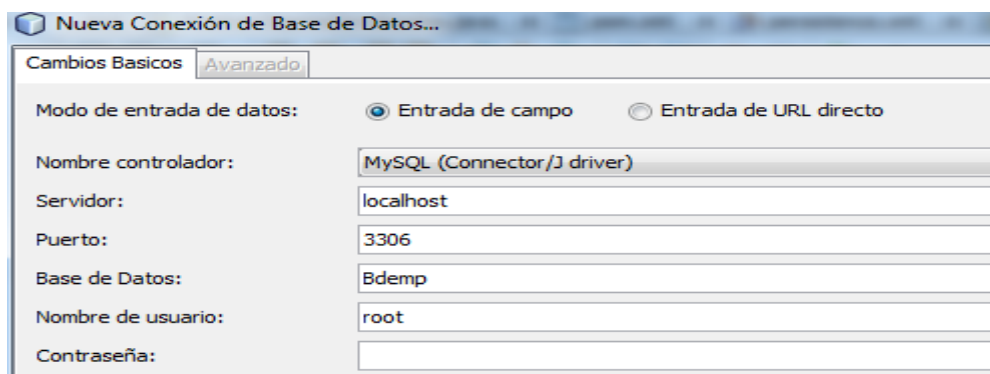 Nueva Conexión de Base de Datos...
Cambios Basicos Avanzado
Modo de entrada de datos: Entrada de campo Entrada de URL directo
Nombre controlador: MySQL (Connector/J driver)
Servidor: localhost
Puerto: 3306
Base de Datos: Bdemp
Nombre de usuario: root
Contraseña: